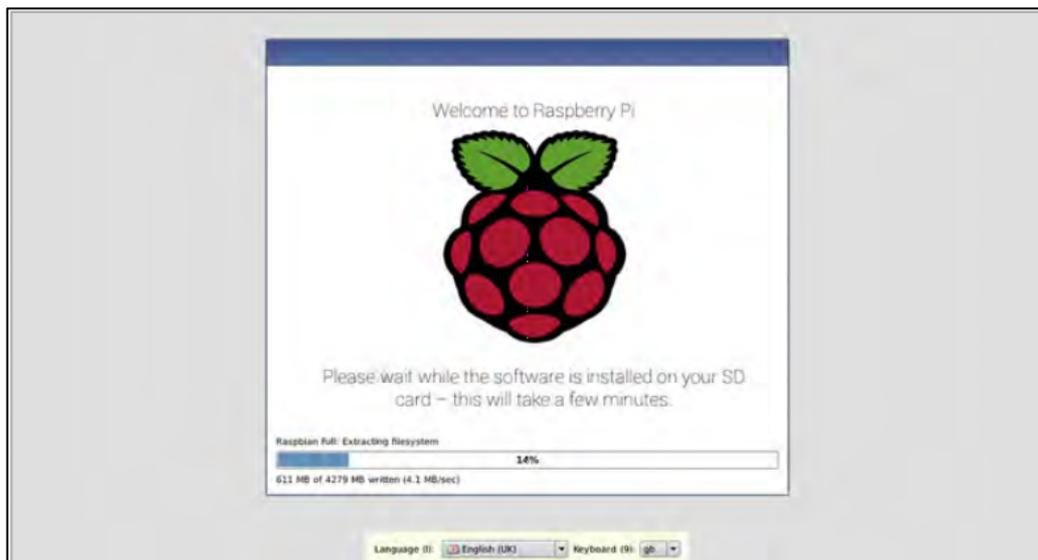 Welcome to Raspberry Pi
Please wait while the software is installed on your SD
card – this will take a few minutes.
Raspbian Full: Extracting filesystem
14%
611 MB of 4279 MB written (4.1 MB/sec)
Language (l): English (UK) Keyboard (9): gb